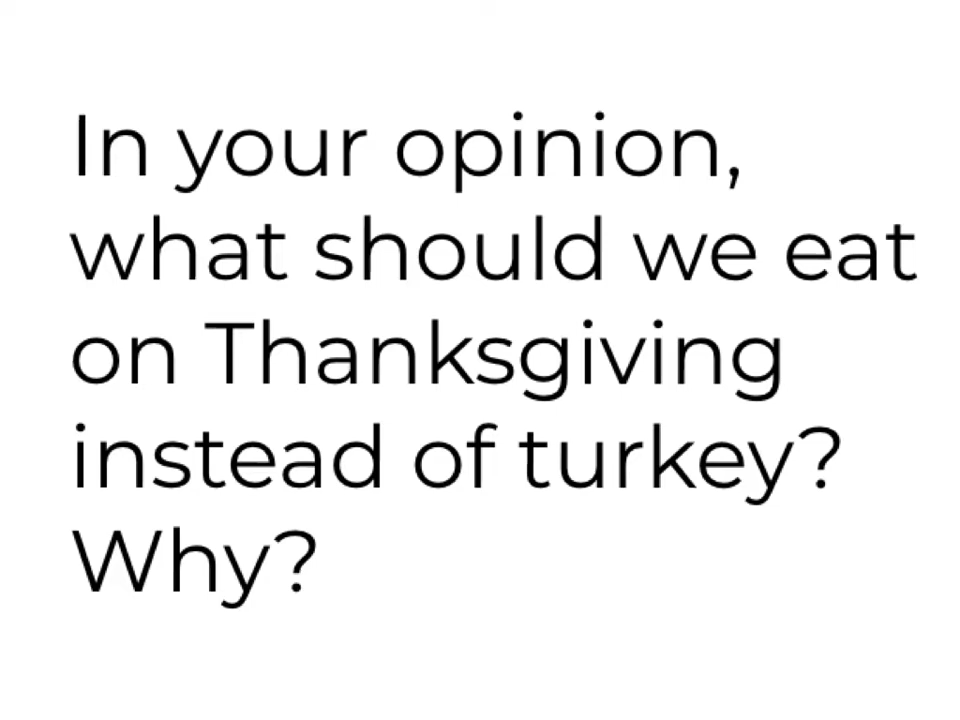 In your opinion,
what should we eat
on Thanksgiving
instead of turkey?
Why?